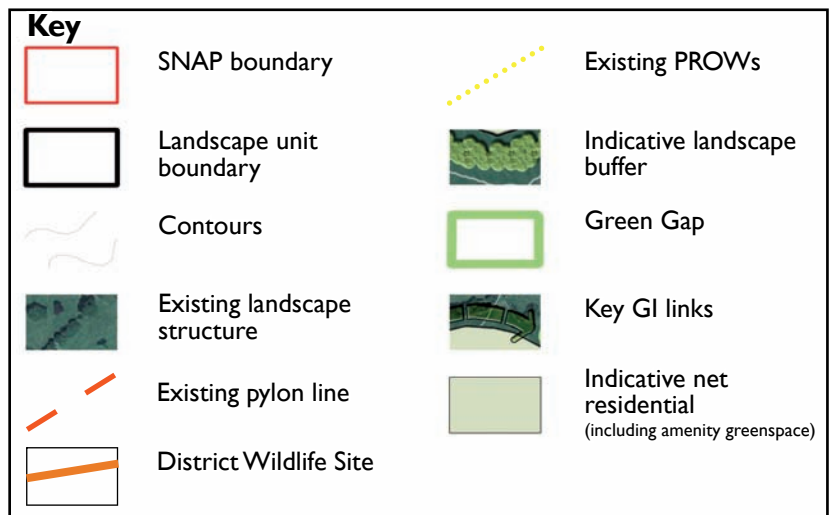 Key
SNAP boundary
Landscape unit
boundary
Contours
Existing landscape
structure
Existing pylon line
District Wildlife Site
Existing PROWs
Indicative landscape
buffer
Green Gap
Key GI links
Indicative net
residential
(including amenity greenspace)